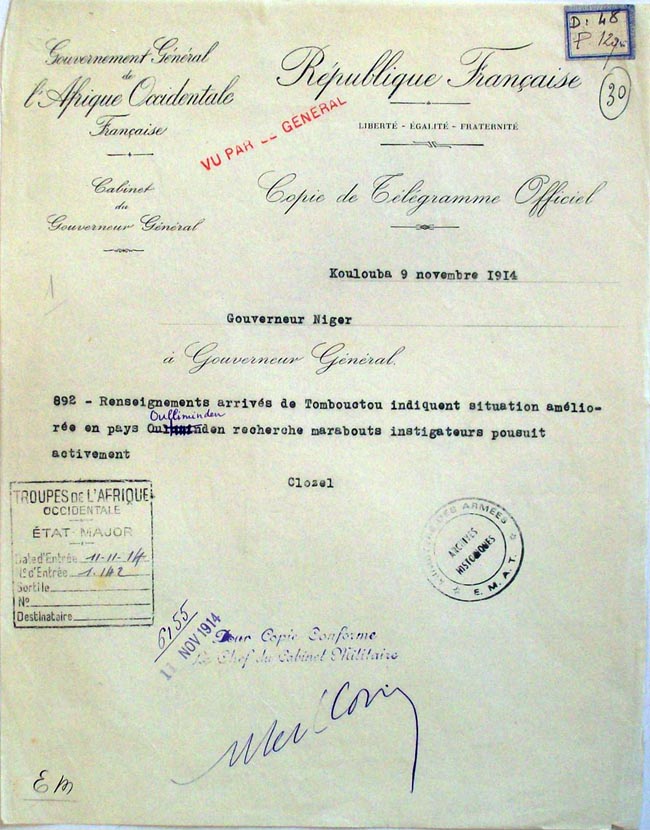 D: 48
Gouvernement Général
de
l'Afrique Occidentale
Française
Cabinet
du
Gouverneur Général
République Française
30
LIBERTÉ - ÉGALITÉ - FRATERNITÉ
VU PAR LE GENERAL
Copie de Télégramme Officiel
Koulouba 9 novembre 1914
Gouverneur Niger
à Gouverneur Général.
892 - Renseignements arrivés de Tombouctou indiquent situation amélio-
Oulliminden
rée en pays recherche marabouts instigateurs pousuit
activement
Clozel
TROUPES DE L'AFRIQUE
OCCIDENTALE
ÉTAT-MAJOR
Date d'Entrée 11-11-14
N° d'Entrée 1.142
Sortie
N°
Destinataire
DES ARMÉES
ARCHIVES
HISTORIQUES
E.M.A.T.
6155
11 NOV 1914
Pour Copie Conforme
Le Chef du Cabinet Militaire
EM